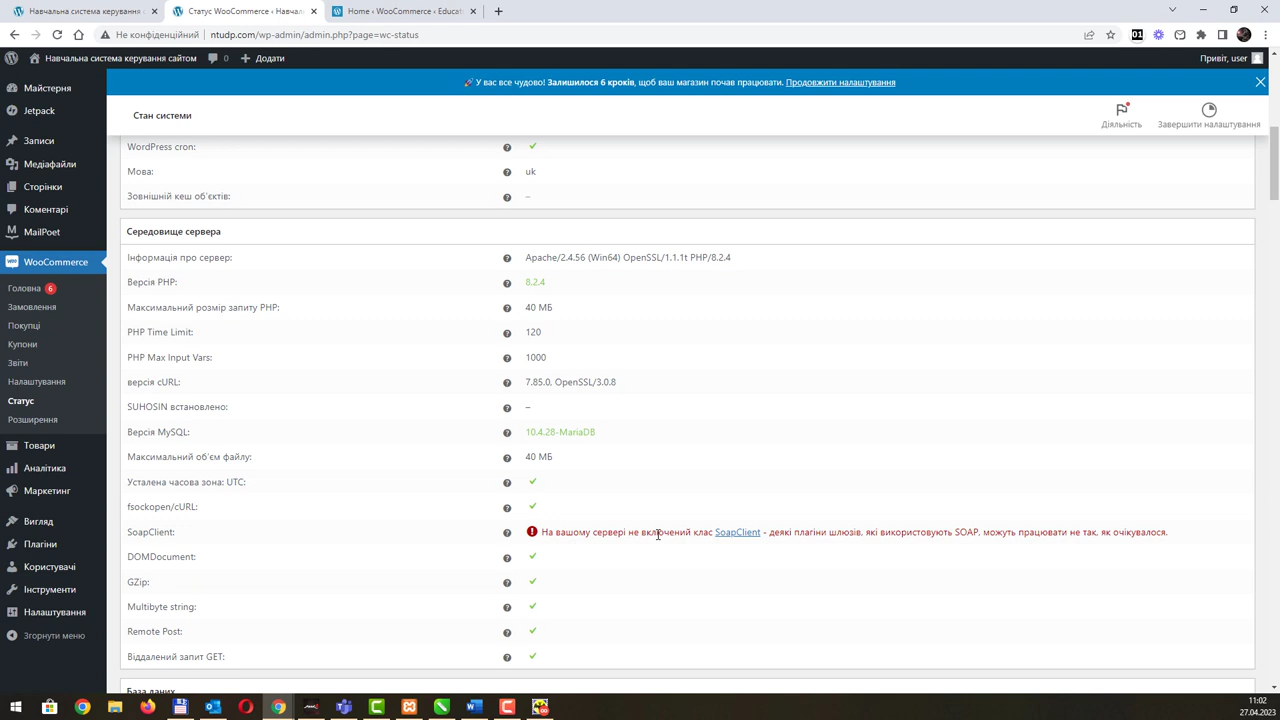 Навчальна система керування с
Статус WooCommerce ‹ Навчал
Home ‹ WooCommerce ‹ Educat
Не конфіденційний
ntudp.com/wp-admin/admin.php?page=wc-status
Навчальна система керування сайтом
0
Додати
Привіт, user
🚀 У вас все чудово! Залишилося 6 кроків, щоб ваш магазин почав працювати. Продовжити налаштування
Стан системи
Діяльність
Завершити налаштування
Майстерня
Jetpack
Записи
Медіафайли
Сторінки
Коментарі
MailPoet
WooCommerce
Головна 6
Замовлення
Покупці
Купони
Звіти
Налаштування
Статус
Розширення
Товари
Аналітика
Маркетинг
Вигляд
Плагіни
Користувачі
Інструменти
Налаштування
Згорнути меню
WordPress cron:
Мова: uk
Зовнішній кеш об'єктів: –
Середовище сервера
Інформація про сервер: Apache/2.4.56 (Win64) OpenSSL/1.1.1t PHP/8.2.4
Версія PHP: 8.2.4
Максимальний розмір запиту PHP: 40 МБ
PHP Time Limit: 120
PHP Max Input Vars: 1000
версія cURL: 7.85.0, OpenSSL/3.0.8
SUHOSIN встановлено: –
Версія MySQL: 10.4.28-MariaDB
Максимальний об'єм файлу: 40 МБ
Усталена часова зона: UTC:
fsockopen/cURL:
SoapClient: На вашому сервері не включений клас SoapClient - деякі плагіни шлюзів, які використовують SOAP, можуть працювати не так, як очікувалося.
DOMDocument:
GZip:
Multibyte string:
Remote Post:
Віддалений запит GET:
База даних
11:02
27.04.2023